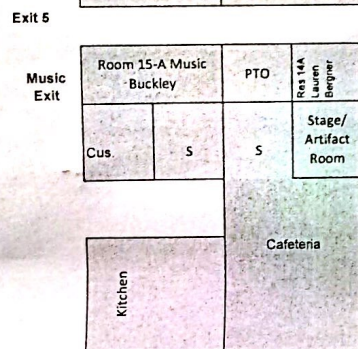 Exit 5
Music
Exit
Room 15-A Music
Buckley
PTO
Res 14A
Lauren
Bergner
Cus.
S
S
Stage/
Artifact
Room
Cafeteria
Kitchen